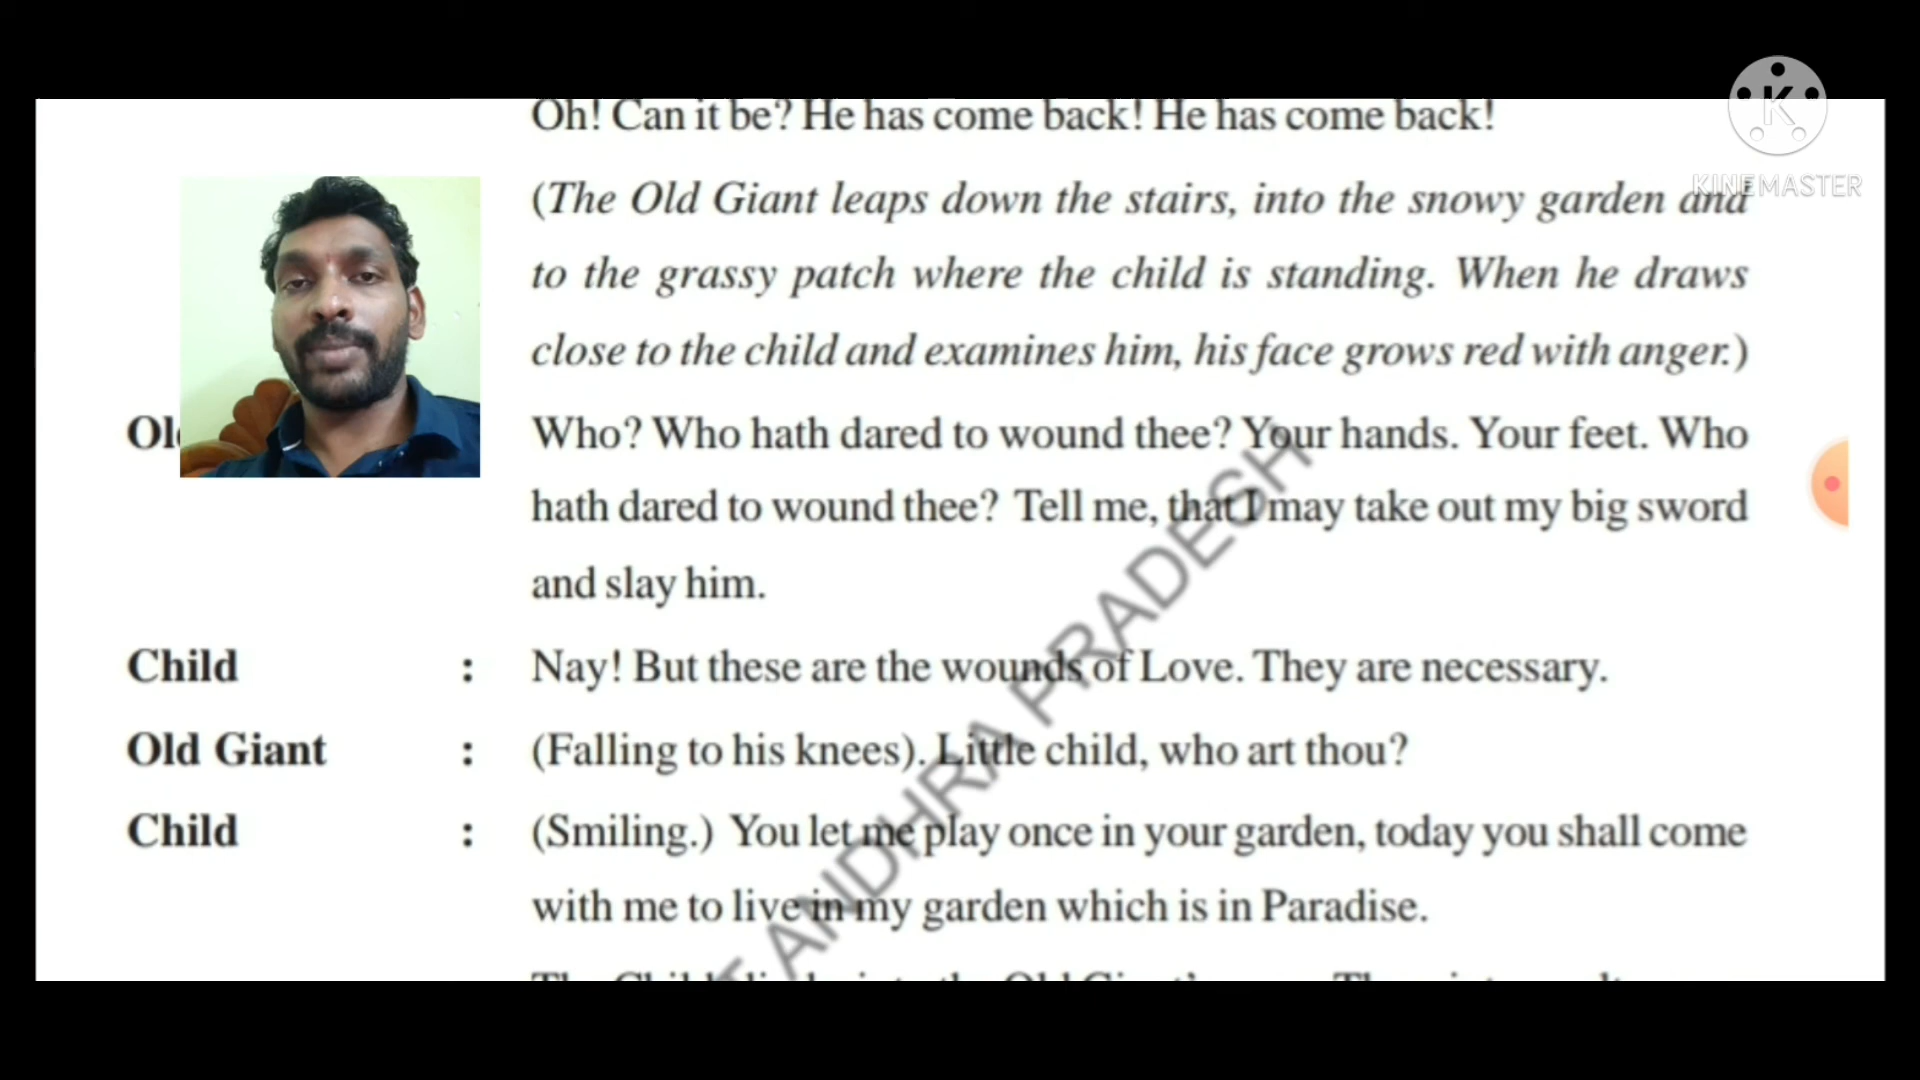 Oh! Can it be? He has come back! He has come back!
KINEMASTER
(The Old Giant leaps down the stairs, into the snowy garden and
to the grassy patch where the child is standing. When he draws
close to the child and examines him, his face grows red with anger.)
Who? Who hath dared to wound thee? Your hands. Your feet. Who
hath dared to wound thee? Tell me, that I may take out my big sword
and slay him.
Child : Nay! But these are the wounds of Love. They are necessary.
Old Giant : (Falling to his knees). Little child, who art thou?
Child : (Smiling.) You let me play once in your garden, today you shall come
with me to live in my garden which is in Paradise.
ANDHRA PRADESH